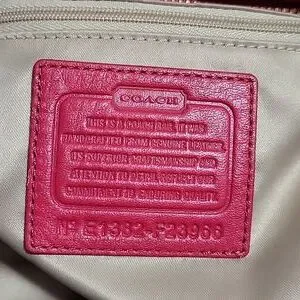 COACH
THIS IS A COACH BAG. IT WAS
HANDCRAFTED FROM GENUINE LEATHER.
ITS SUPERIOR CRAFTSMANSHIP AND
ATTENTION TO DETAIL REFLECT OUR
COMMITMENT TO ENDURING QUALITY.
Nº E1382-F23966